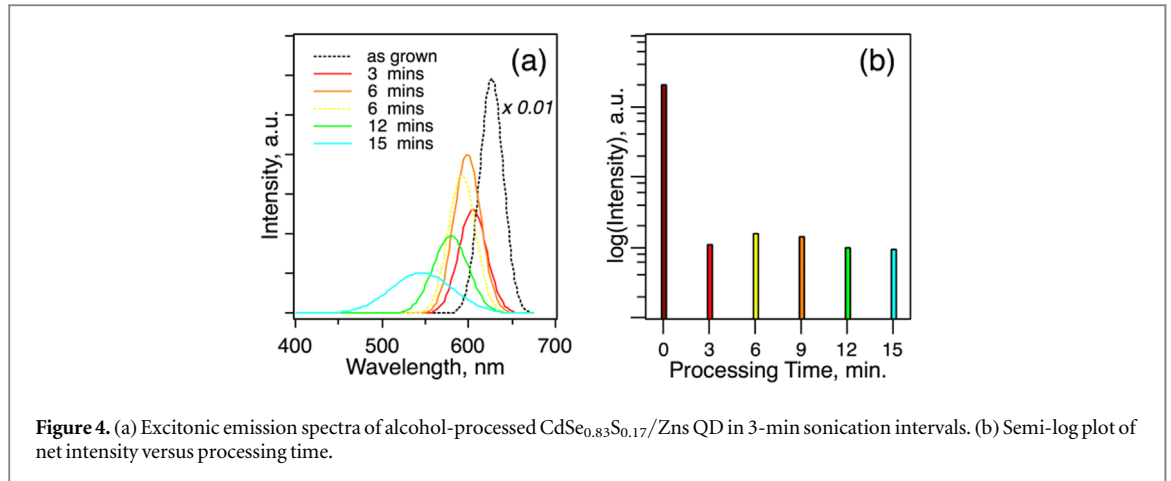 (a)
as grown
3 mins
6 mins
6 mins
12 mins
15 mins
x 0.01
Intensity, a.u.
400 500 600 700
Wavelength, nm
(b)
log(Intensity), a.u.
0 3 6 9 12 15
Processing Time, min.
Figure 4. (a) Excitonic emission spectra of alcohol-processed CdSe0.83S0.17/Zns QD in 3-min sonication intervals. (b) Semi-log plot of
net intensity versus processing time.